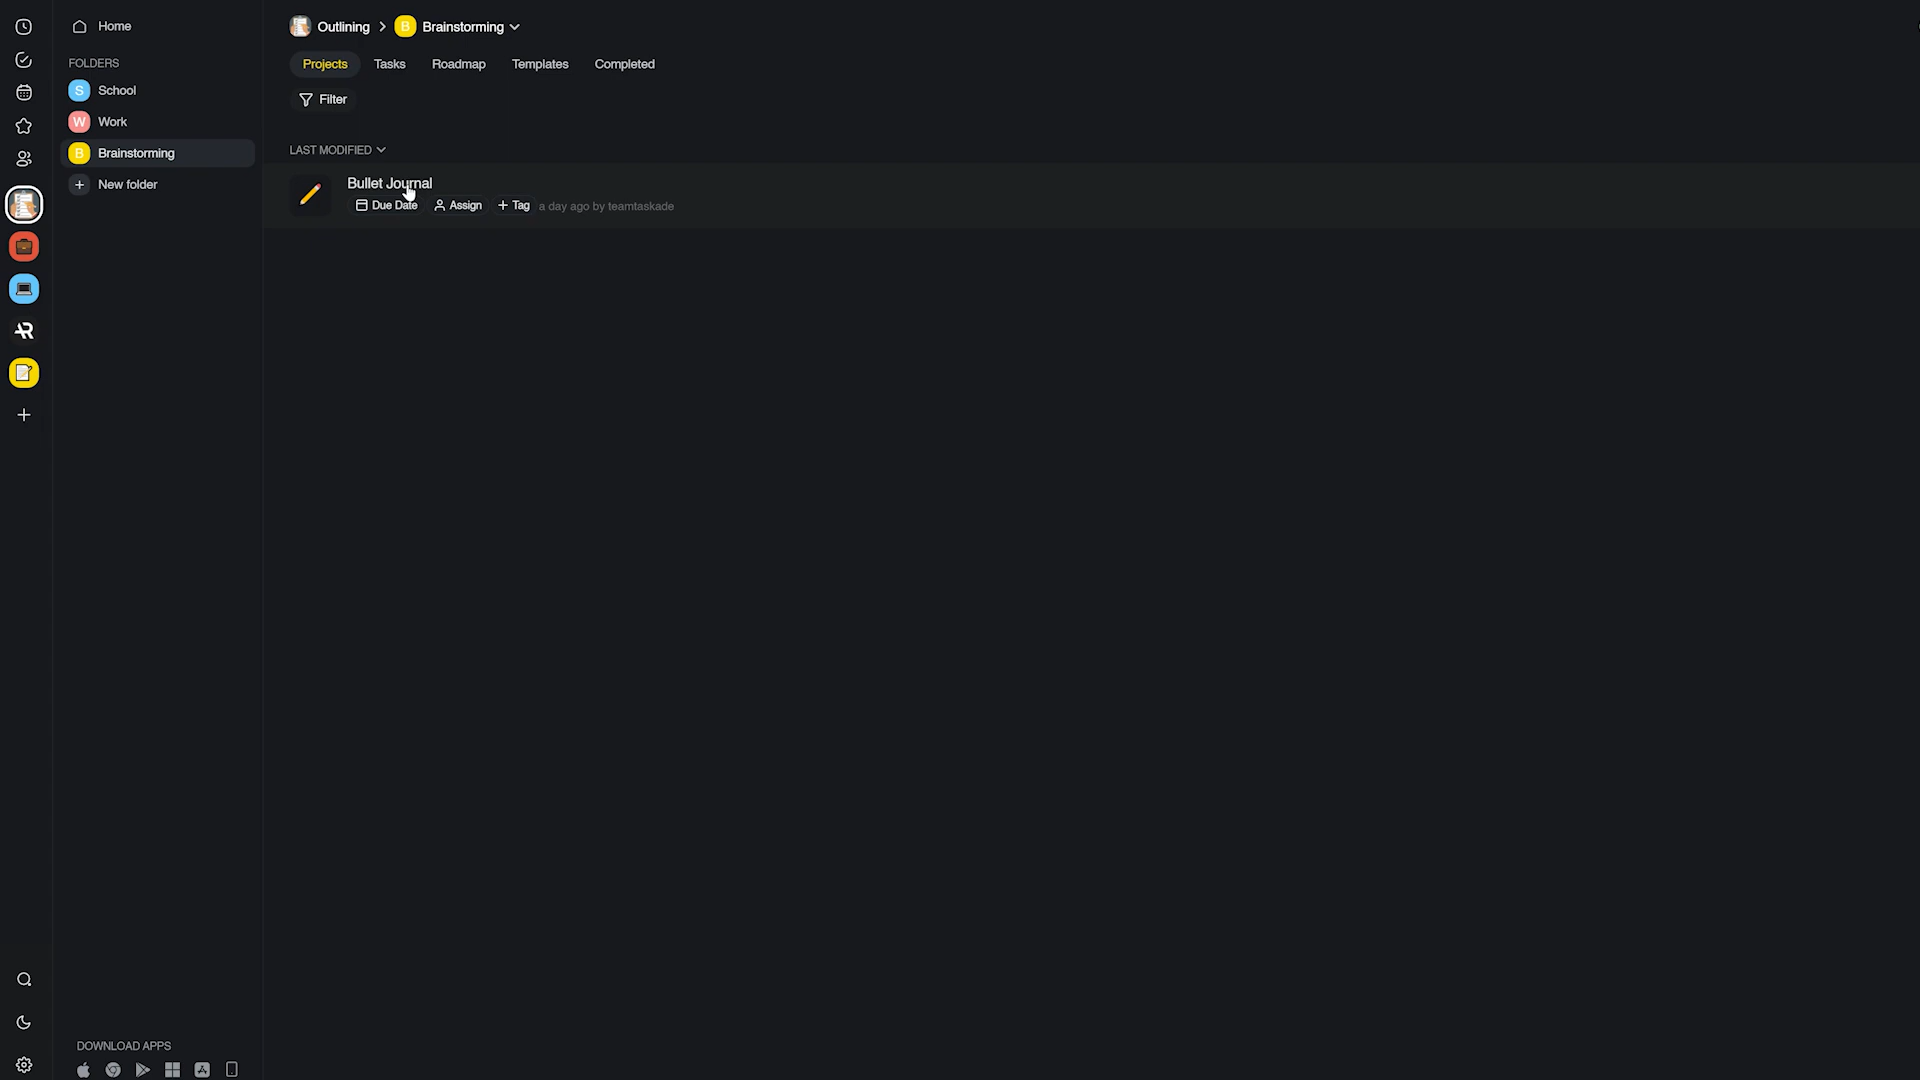 Home
FOLDERS
S School
W Work
B Brainstorming
New folder
DOWNLOAD APPS
Outlining > B Brainstorming
Projects Tasks Roadmap Templates Completed
Filter
LAST MODIFIED
Bullet Journal
Due Date Assign + Tag a day ago by teamtaskade